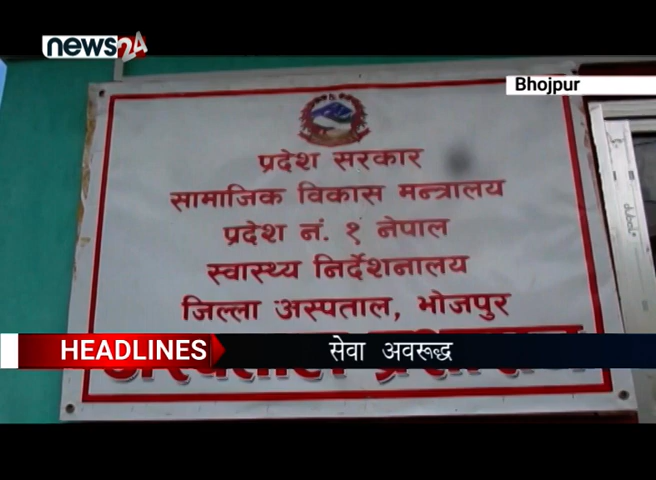 news24
Bhojpur
प्रदेश सरकार
सामाजिक विकास मन्त्रालय
प्रदेश नं. १ नेपाल
स्वास्थ्य निर्देशनालय
जिल्ला अस्पताल, भोजपुर
HEADLINES
सेवा अवरूद्ध